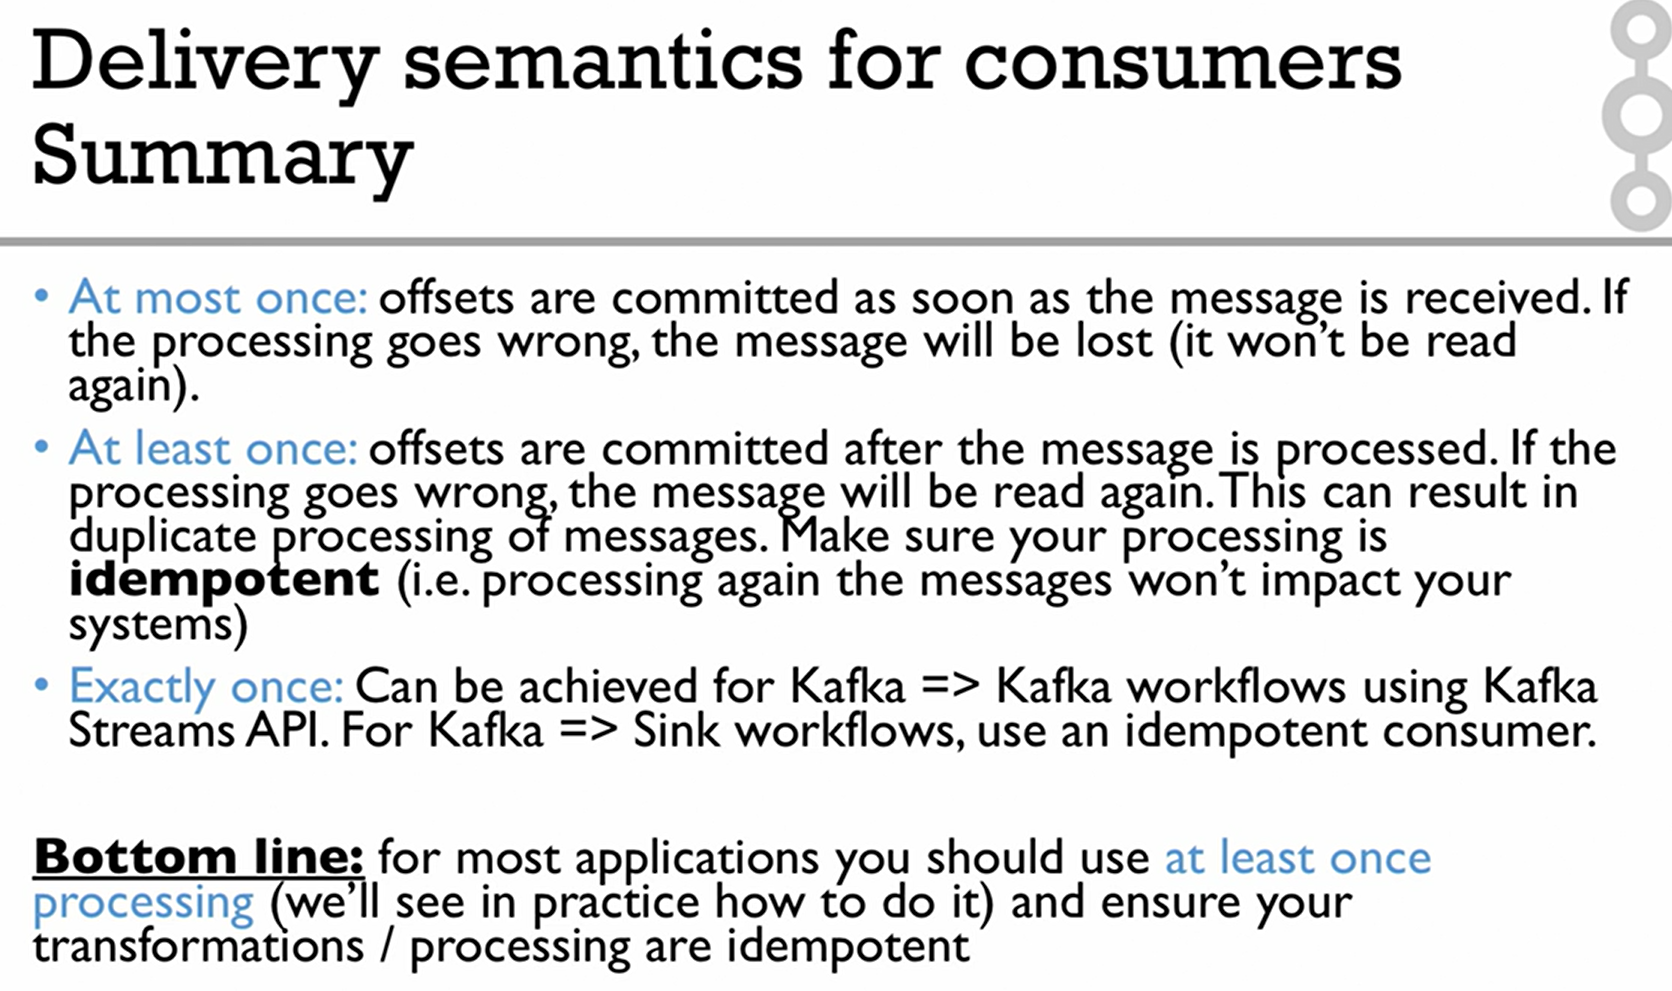 Delivery semantics for consumers
Summary
• At most once: offsets are committed as soon as the message is received. If
the processing goes wrong, the message will be lost (it won't be read
again).
• At least once: offsets are committed after the message is processed. If the
processing goes wrong, the message will be read again. This can result in
duplicate processing of messages. Make sure your processing is
idempotent (i.e. processing again the messages won't impact your
systems)
• Exactly once: Can be achieved for Kafka => Kafka workflows using Kafka
Streams API. For Kafka => Sink workflows, use an idempotent consumer.
Bottom line: for most applications you should use at least once
processing (we'll see in practice how to do it) and ensure your
transformations / processing are idempotent